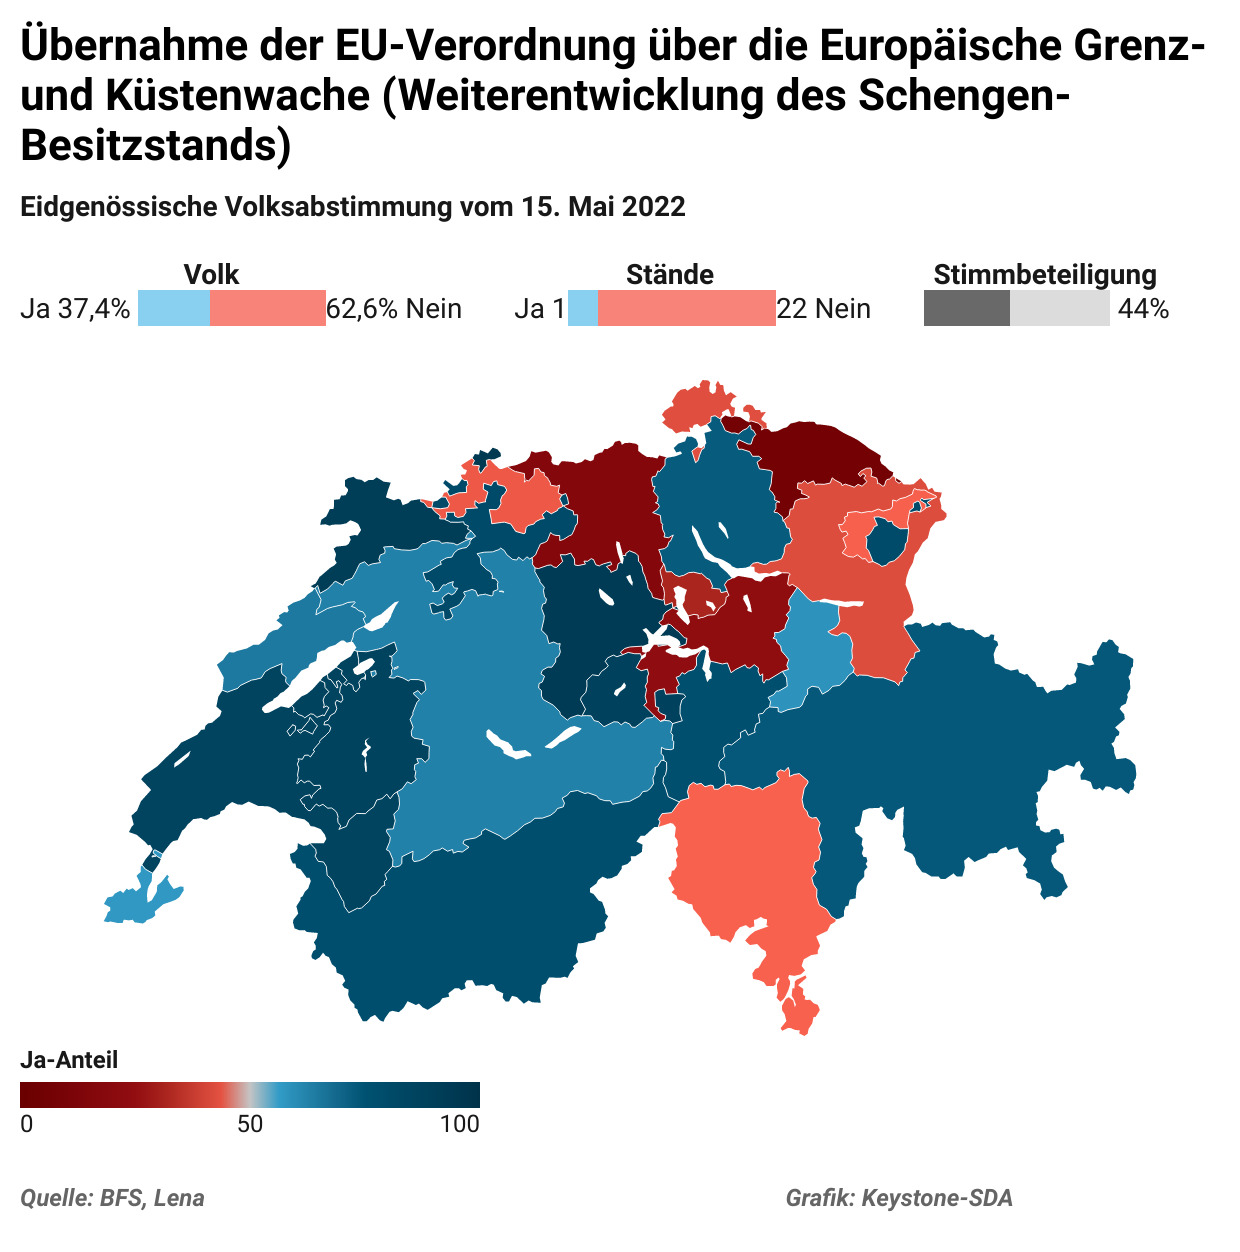 Übernahme der EU-Verordnung über die Europäische Grenz-
und Küstenwache (Weiterentwicklung des Schengen-
Besitzstands)
Eidgenössische Volksabstimmung vom 15. Mai 2022
Volk
Ja 37,4% 62,6% Nein
Stände
Ja 1 22 Nein
Stimmbeteiligung
44%
Ja-Anteil
0 50 100
Quelle: BFS, Lena
Grafik: Keystone-SDA